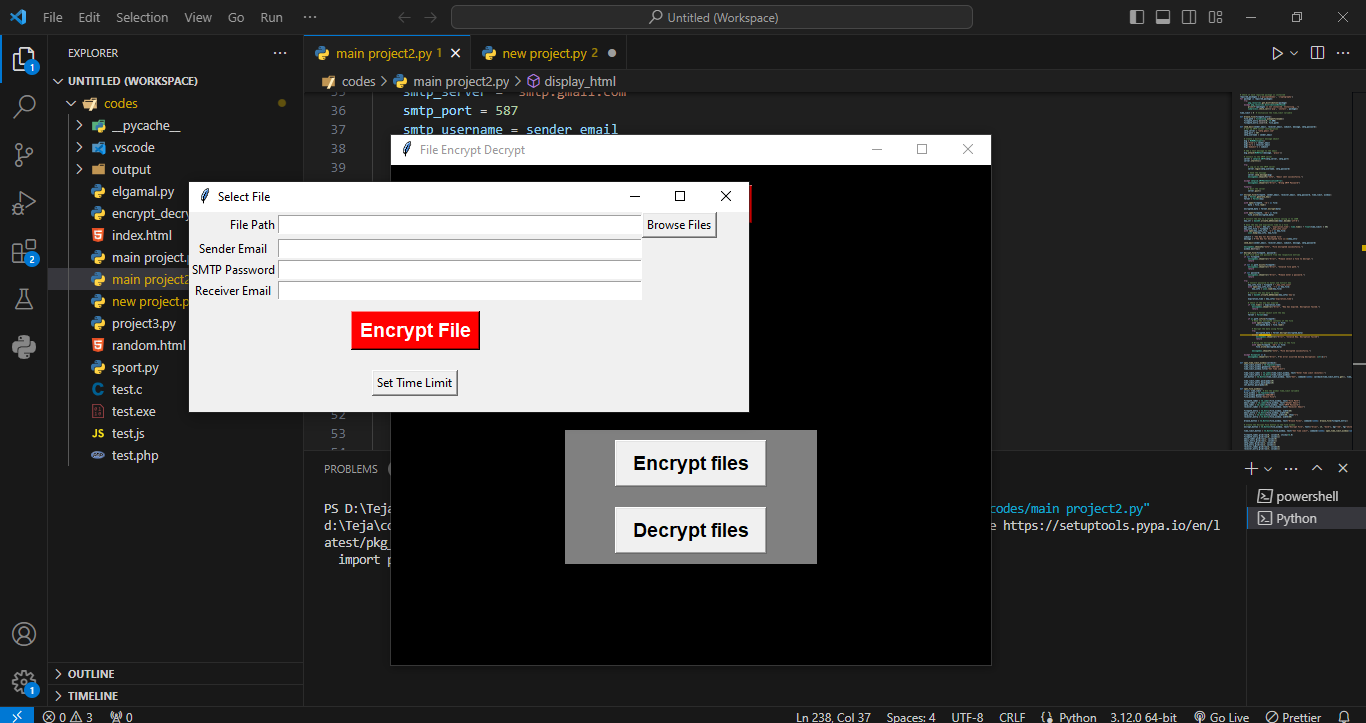 File Edit Selection View Go Run ···
Untitled (Workspace)
EXPLORER
UNTITLED (WORKSPACE)
codes
__pycache__
.vscode
output
elgamal.py
encrypt_decry
index.html
main project.
main project2
new project.p
project3.py
random.html
sport.py
test.c
test.exe
test.js
test.php
OUTLINE
TIMELINE
main project2.py 1
new project.py 2
codes > main project2.py > display_html
35 smtp_server = "smtp.gmail.com"
36 smtp_port = 587
37 smtp_username = sender_email
38
39
52
53
File Encrypt Decrypt
Select File
File Path
Browse Files
Sender Email
SMTP Password
Receiver Email
Encrypt File
Set Time Limit
Encrypt files
Decrypt files
PROBLEMS
powershell
Python
PS D:\Teja
codes/main project2.py"
d:\Teja\co
e https://setuptools.pypa.io/en/l
atest/pkg_
import p
0 3 0
Ln 238, Col 37 Spaces: 4 UTF-8 CRLF Python 3.12.0 64-bit Go Live Prettier